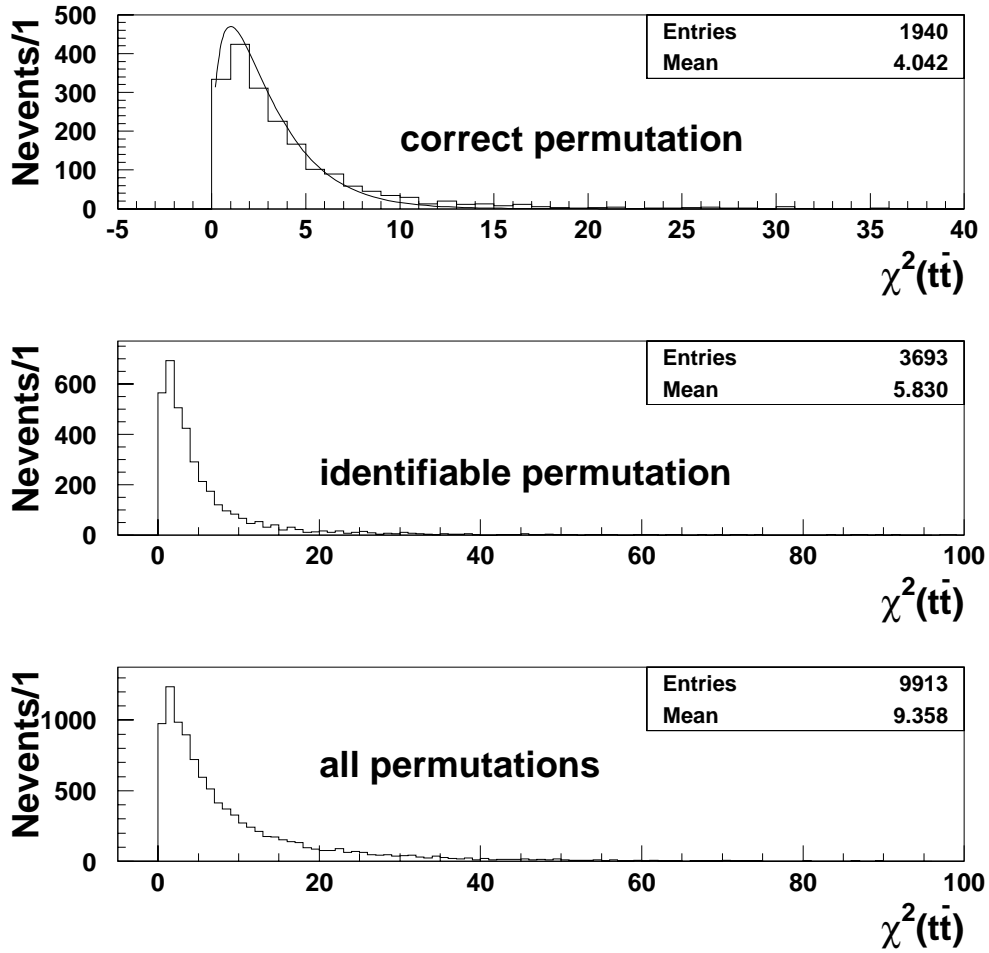 Nevents/1
500
400
300
200
100
0
Entries 1940
Mean 4.042
correct permutation
-5 0 5 10 15 20 25 30 35 40
χ²(tt̄)
Nevents/1
600
400
200
0
Entries 3693
Mean 5.830
identifiable permutation
0 20 40 60 80 100
χ²(tt̄)
Nevents/1
1000
500
0
Entries 9913
Mean 9.358
all permutations
0 20 40 60 80 100
χ²(tt̄)